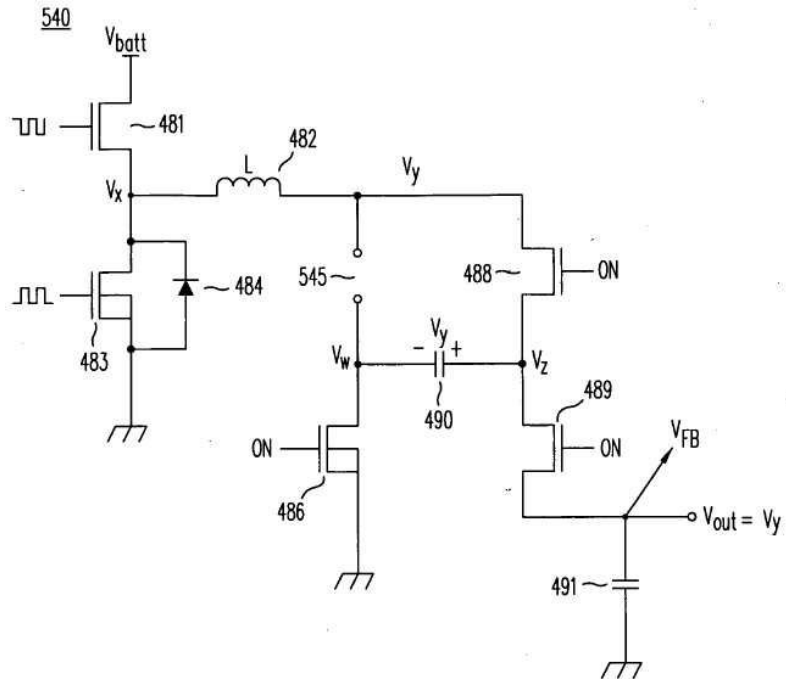 540
Vbatt
481
482
L
Vx
Vy
484
483
545
488
ON
Vy
- +
Vw
Vz
490
489
ON
VFB
ON
486
Vout = Vy
491